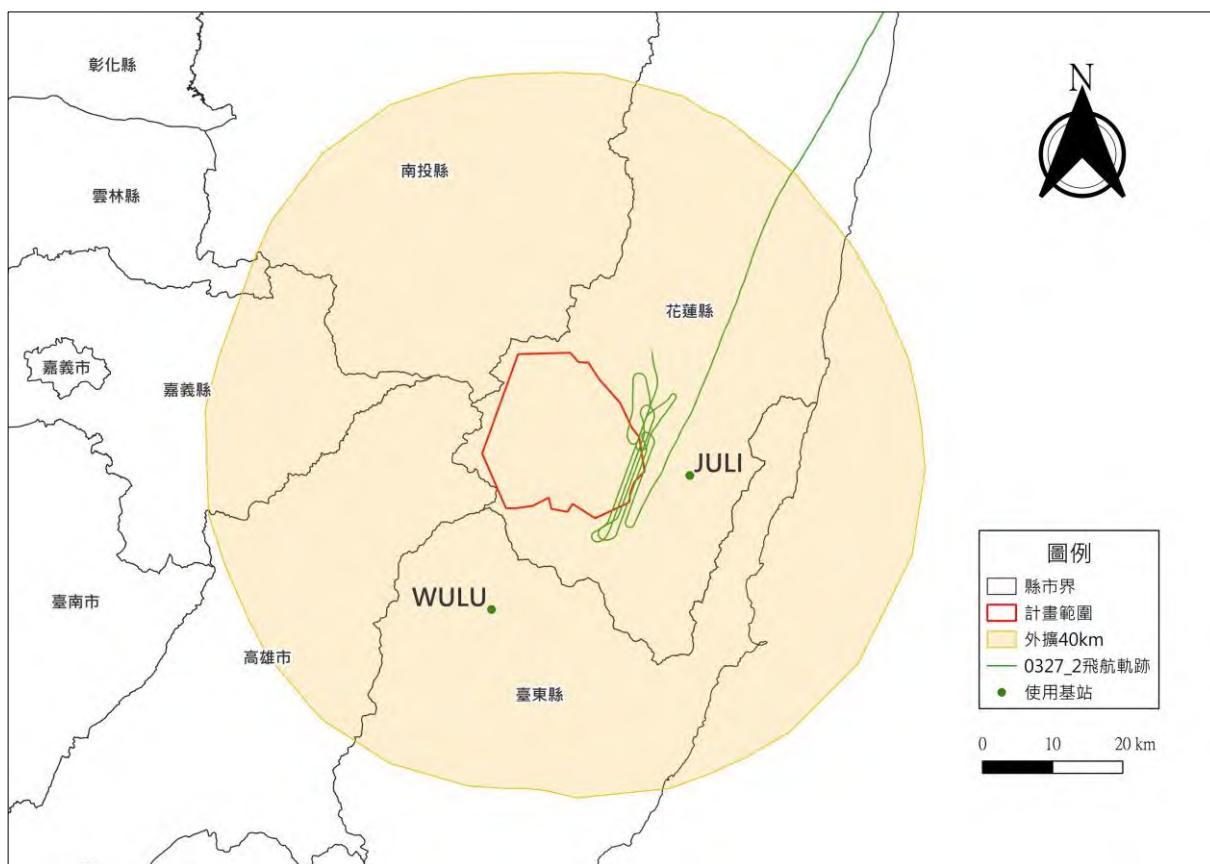 彰化縣
南投縣
雲林縣
花蓮縣
嘉義市
嘉義縣
JULI
WULU
臺南市
高雄市
臺東縣
N
圖例
縣市界
計畫範圍
外擴40km
0327_2飛航軌跡
使用基站
0 10 20 km